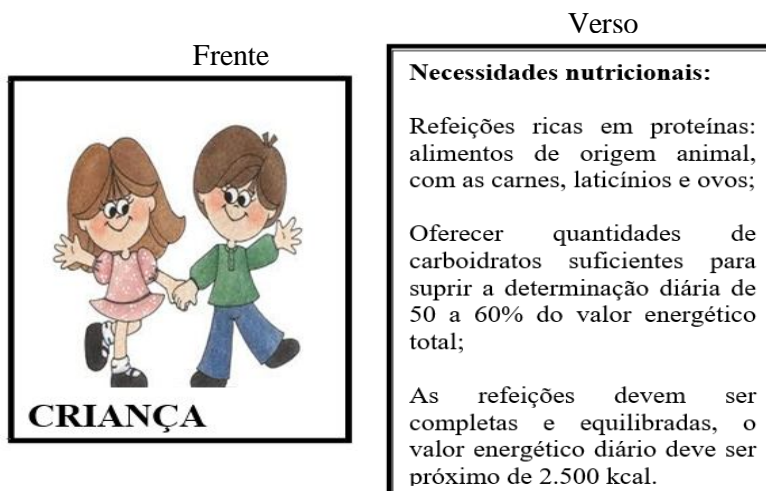 Frente
CRIANÇA
Verso
Necessidades nutricionais:
Refeições ricas em proteínas:
alimentos de origem animal,
com as carnes, laticínios e ovos;
Oferecer quantidades de
carboidratos suficientes para
suprir a determinação diária de
50 a 60% do valor energético
total;
As refeições devem ser
completas e equilibradas, o
valor energético diário deve ser
próximo de 2.500 kcal.